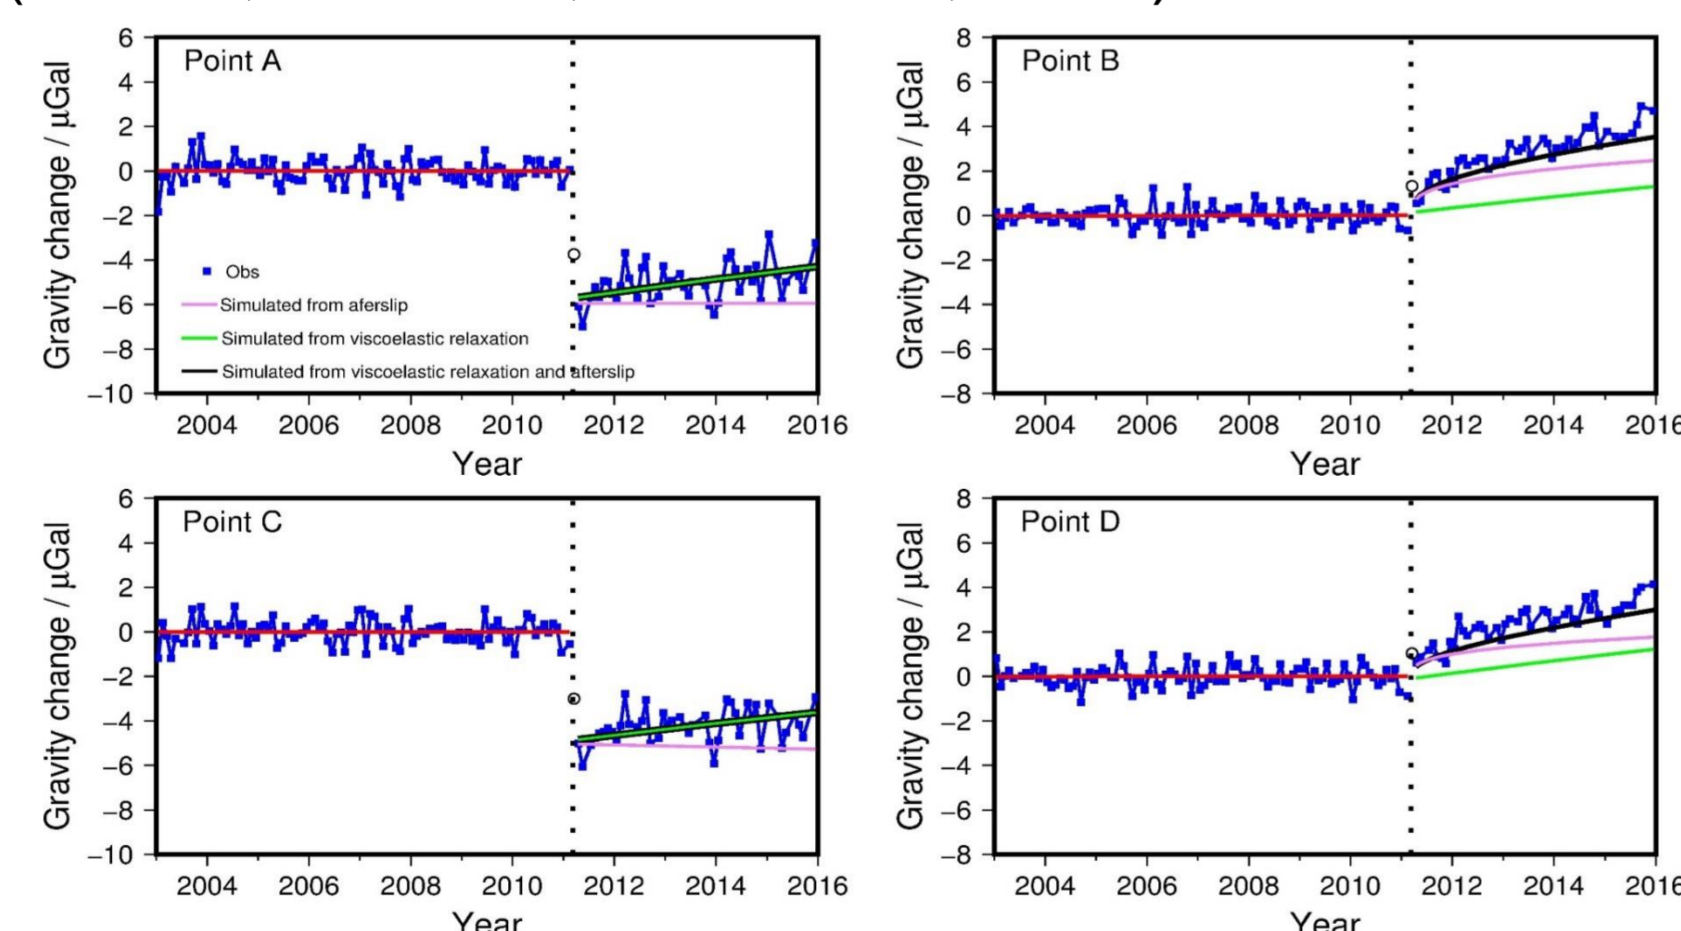 Point A
6
4
2
0
−2
−4
−6
−8
−10
Gravity change / μGal
Obs
Simulated from aferslip
Simulated from viscoelastic relaxation
Simulated from viscoelastic relaxation and afterslip
2004 2006 2008 2010 2012 2014 2016
Year
Point B
8
6
4
2
0
−2
−4
−6
−8
Gravity change / μGal
2004 2006 2008 2010 2012 2014 2016
Year
Point C
6
4
2
0
−2
−4
−6
−8
−10
Gravity change / μGal
2004 2006 2008 2010 2012 2014 2016
Year
Point D
8
6
4
2
0
−2
−4
−6
−8
Gravity change / μGal
2004 2006 2008 2010 2012 2014 2016
Year